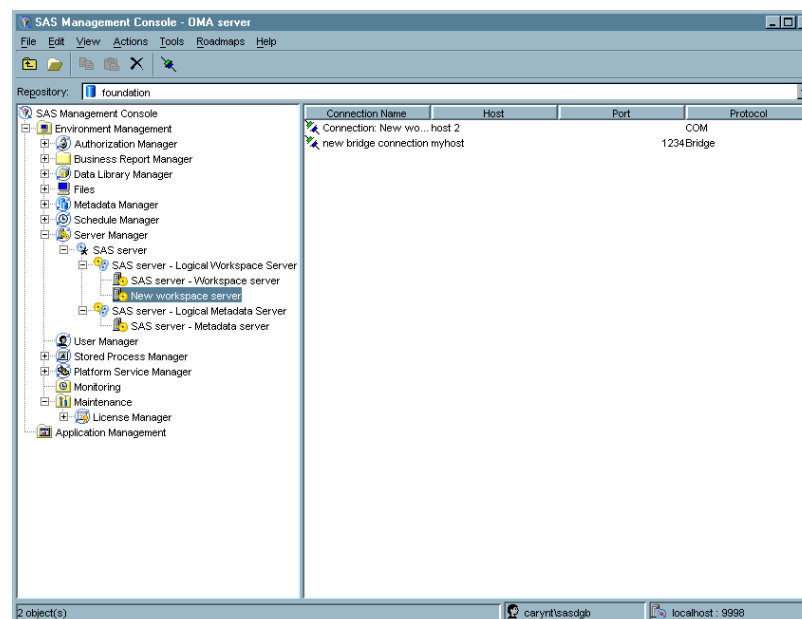 SAS Management Console - OMA server
File Edit View Actions Tools Roadmaps Help
Repository: foundation
SAS Management Console
Environment Management
Authorization Manager
Business Report Manager
Data Library Manager
Files
Metadata Manager
Schedule Manager
Server Manager
SAS server
SAS server - Logical Workspace Server
SAS server - Workspace server
New workspace server
SAS server - Logical Metadata Server
SAS server - Metadata server
User Manager
Stored Process Manager
Platform Service Manager
Monitoring
Maintenance
License Manager
Application Management
Connection Name Host Port Protocol
Connection: New wo... host 2 COM
new bridge connection myhost 1234 Bridge
2 object(s) carynt\sasdgb localhost : 9998